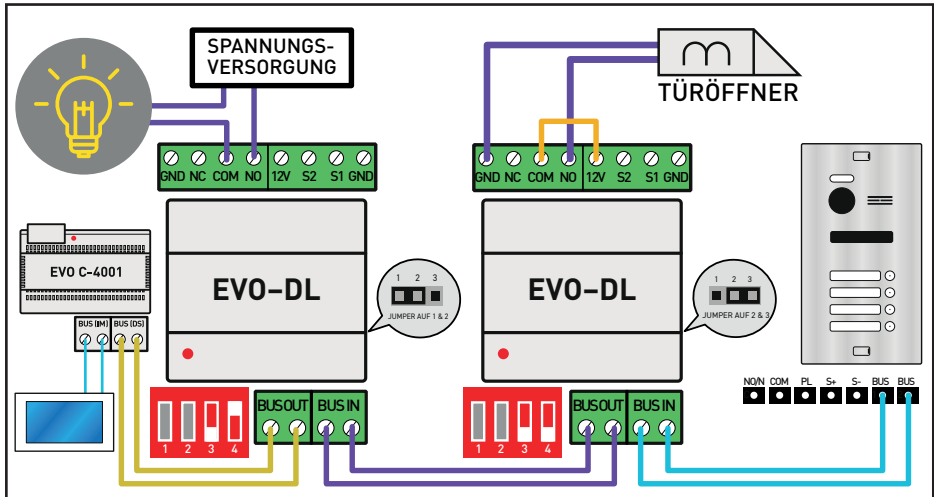 SPANNUNGS-
VERSORGUNG
TÜRÖFFNER
GND NC COM NO 12V S2 S1 GND
GND NC COM NO 12V S2 S1 GND
EVO C-4001
BUS (IM) BUS (DS)
EVO-DL
1 2 3
JUMPER AUF 1 & 2
EVO-DL
1 2 3
JUMPER AUF 2 & 3
NO/N COM PL S+ S- BUS BUS
BUS OUT BUS IN
1 2 3 4
BUS OUT BUS IN
1 2 3 4